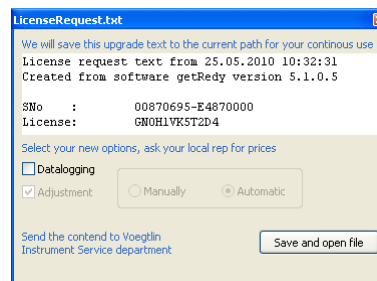 LicenseRequest.txt
We will save this upgrade text to the current path for your continous use
License request text from 25.05.2010 10:32:31
Created from software getRedy version 5.1.0.5
SNo : 00870695-E4870000
License: GN0H1VK5T2D4
Select your new options, ask your local rep for prices
Datalogging
Adjustment Manually Automatic
Send the contend to Voegtlin
Instrument Service department
Save and open file